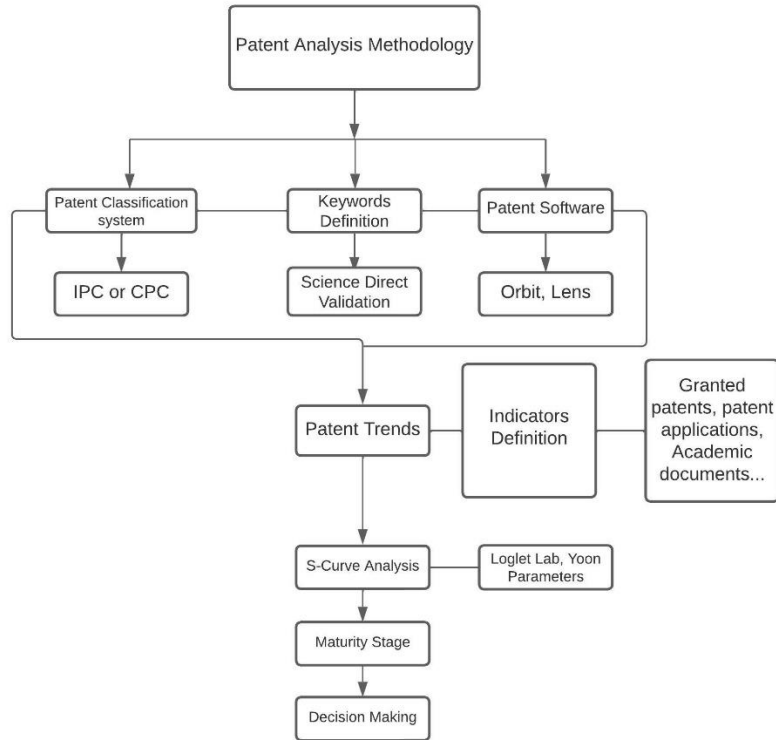 Patent Analysis Methodology
Patent Classification
system
Keywords
Definition
Patent Software
IPC or CPC
Science Direct
Validation
Orbit, Lens
Patent Trends
Indicators
Definition
Granted
patents, patent
applications,
Academic
documents...
S-Curve Analysis
Loglet Lab, Yoon
Parameters
Maturity Stage
Decision Making